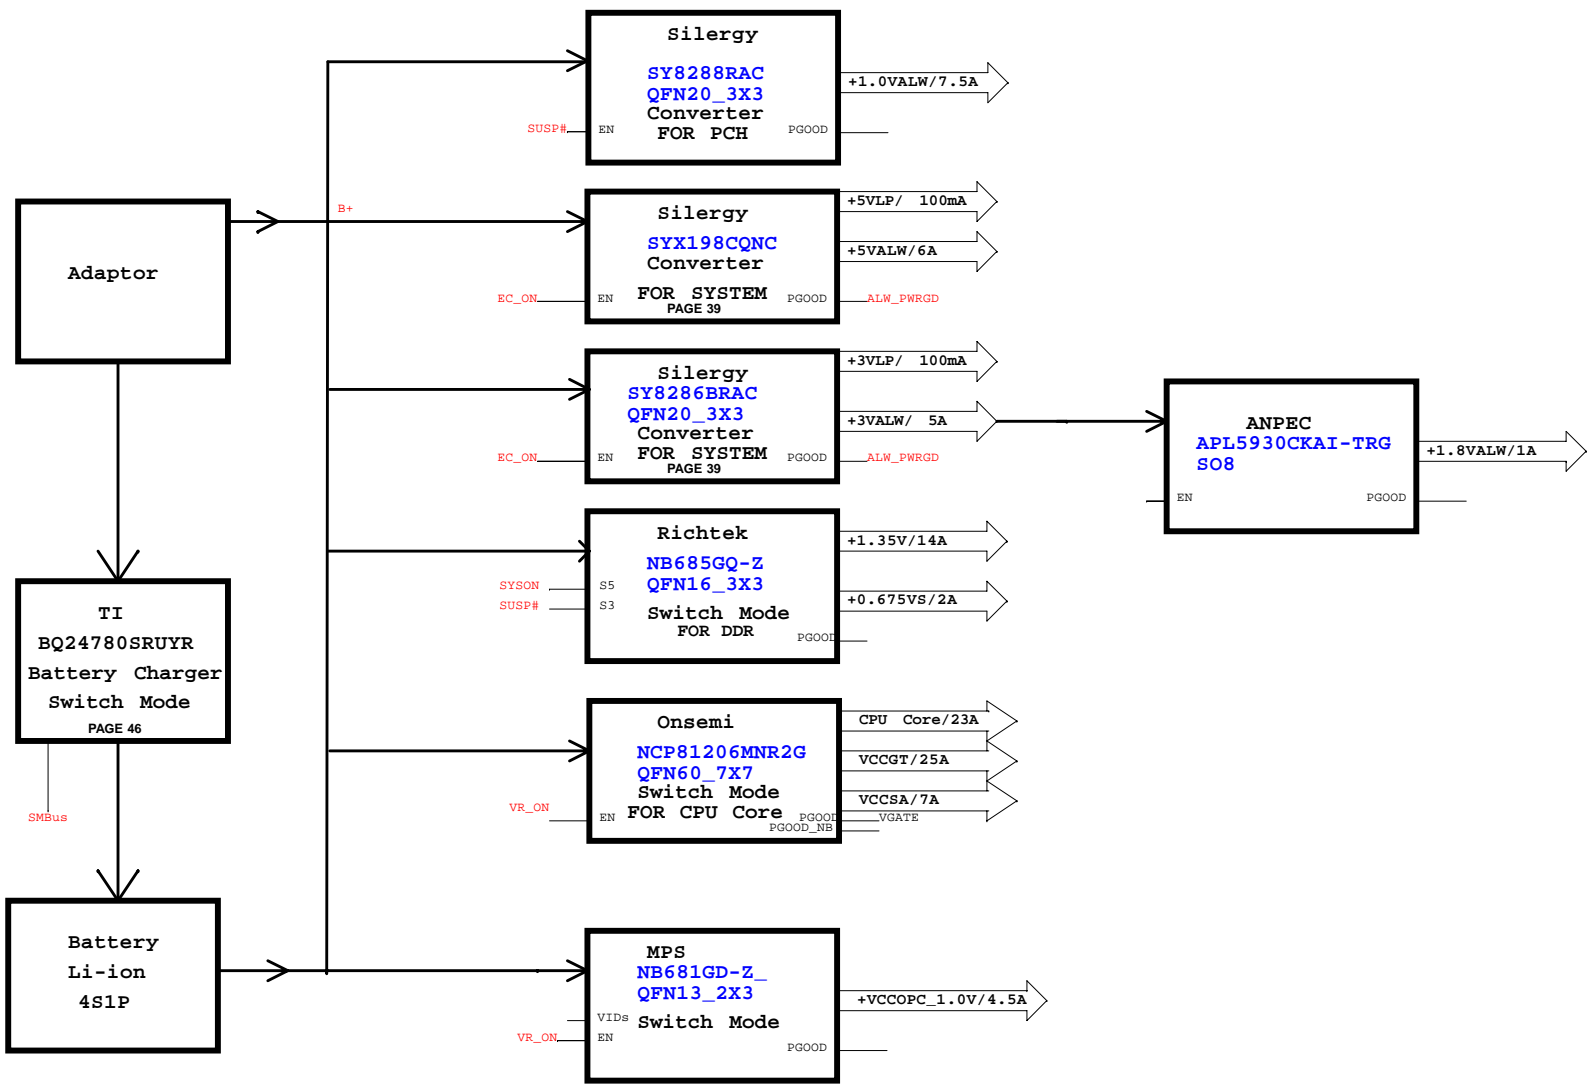 Silergy
SY8288RAC
QFN20_3X3
Converter
FOR PCH
SUSP#
EN
PGOOD
+1.0VALW/7.5A
B+
Adaptor
Silergy
SYX198CQNC
Converter
FOR SYSTEM
PAGE 39
EC_ON
EN
PGOOD
ALW_PWRGD
+5VLP/ 100mA
+5VALW/6A
Silergy
SY8286BRAC
QFN20_3X3
Converter
FOR SYSTEM
PAGE 39
EC_ON
EN
PGOOD
ALW_PWRGD
+3VLP/ 100mA
+3VALW/ 5A
ANPEC
APL5930CKAI-TRG
SO8
EN
PGOOD
+1.8VALW/1A
Richtek
NB685GQ-Z
QFN16_3X3
Switch Mode
FOR DDR
SYSON
S5
SUSP#
S3
PGOOD
+1.35V/14A
+0.675VS/2A
TI
BQ24780SRUYR
Battery Charger
Switch Mode
PAGE 46
SMBus
Onsemi
NCP81206MNR2G
QFN60_7X7
Switch Mode
FOR CPU Core
VR_ON
EN
PGOOD
VGATE
PGOOD_NB
CPU Core/23A
VCCGT/25A
VCCSA/7A
Battery
Li-ion
4S1P
MPS
NB681GD-Z_
QFN13_2X3
Switch Mode
VIDs
VR_ON
EN
PGOOD
+VCCOPC_1.0V/4.5A